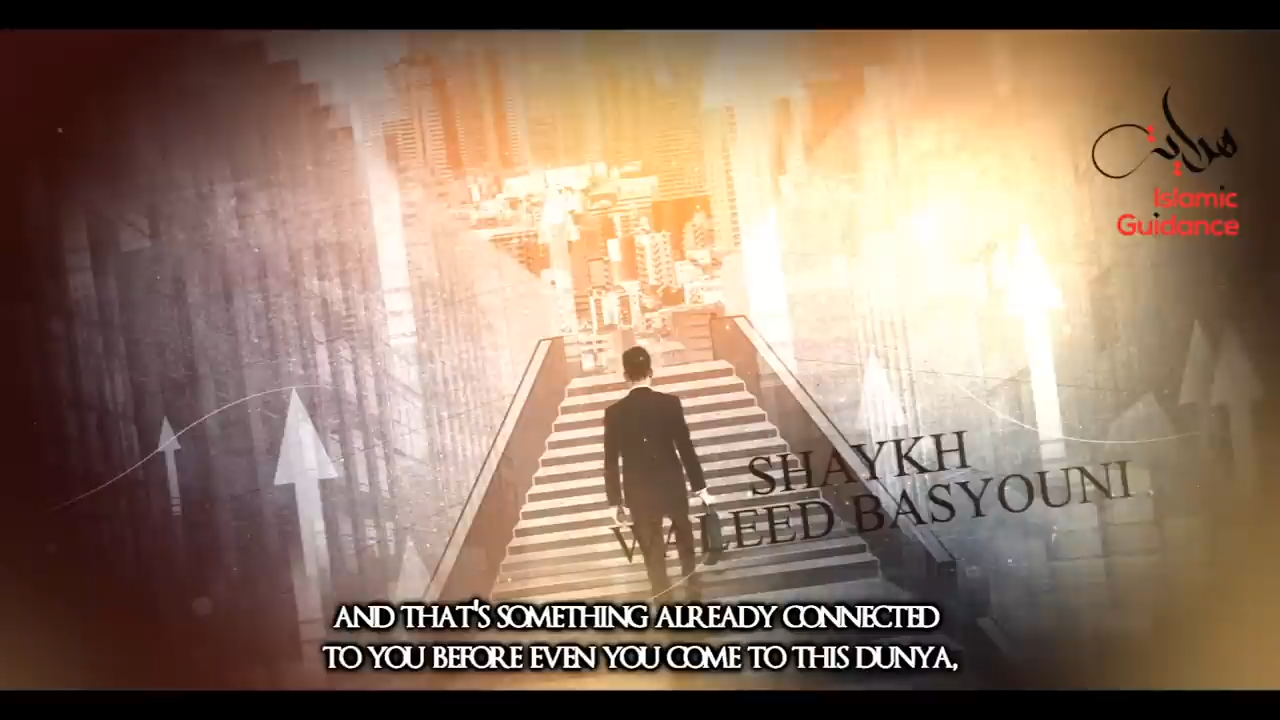 هداية
Islamic
Guidance
SHAYKH
WALEED BASYOUNI
AND THAT'S SOMETHING ALREADY CONNECTED
TO YOU BEFORE EVEN YOU COME TO THIS DUNYA,